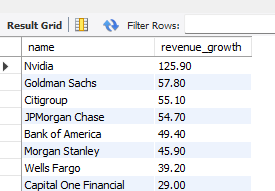 Result Grid Filter Rows:
name revenue_growth
Nvidia 125.90
Goldman Sachs 57.80
Citigroup 55.10
JPMorgan Chase 54.70
Bank of America 49.40
Morgan Stanley 45.90
Wells Fargo 39.20
Capital One Financial 29.00